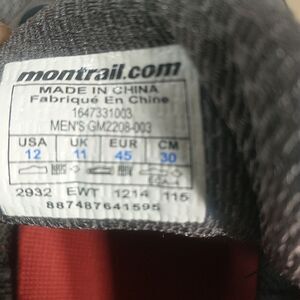 montrail.com
MADE IN CHINA
Fabriqué En Chine
1647331003
MEN'S GM2208-003
USA UK EUR CM
12 11 45 30
2932 EWT 1214 115
887487641595